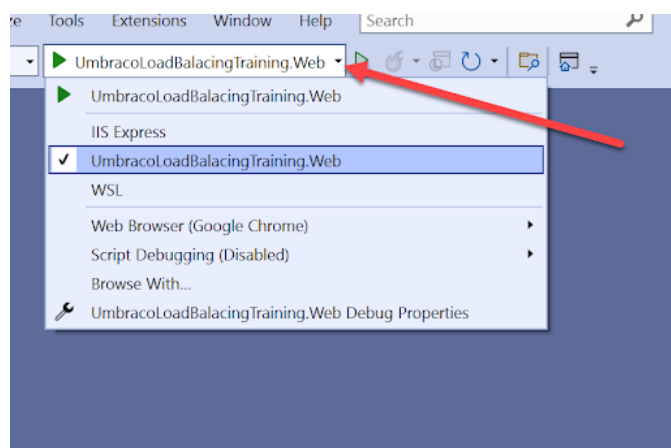 Tools Extensions Window Help Search
UmbracoLoadBalacingTraining.Web
UmbracoLoadBalacingTraining.Web
IIS Express
UmbracoLoadBalacingTraining.Web
WSL
Web Browser (Google Chrome)
Script Debugging (Disabled)
Browse With...
UmbracoLoadBalacingTraining.Web Debug Properties